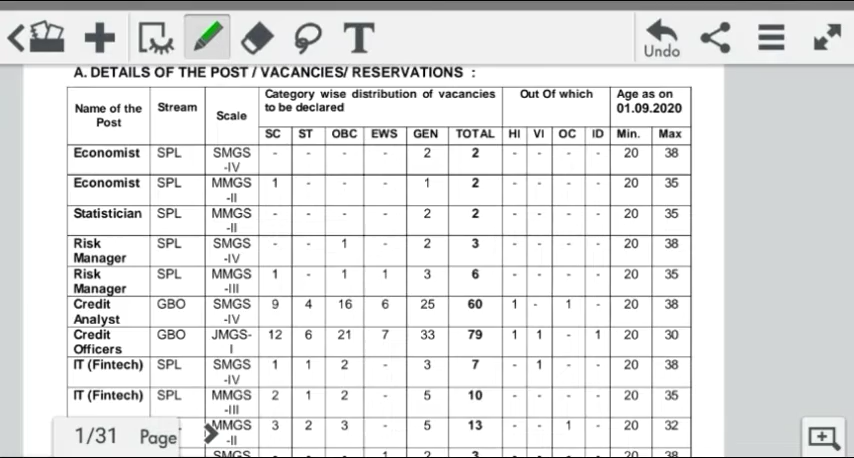 T
Undo
A. DETAILS OF THE POST / VACANCIES/ RESERVATIONS :
Name of the Post Stream Scale Category wise distribution of vacancies to be declared Out Of which Age as on 01.09.2020
SC ST OBC EWS GEN TOTAL HI VI OC ID Min. Max
Economist SPL SMGS -IV - - - - 2 2 - - - - 20 38
Economist SPL MMGS -II 1 - - - 1 2 - - - - 20 35
Statistician SPL MMGS -II - - - - 2 2 - - - - 20 35
Risk Manager SPL SMGS -IV - - 1 - 2 3 - - - - 20 38
Risk Manager SPL MMGS -III 1 - 1 1 3 6 - - - - 20 35
Credit Analyst GBO SMGS -IV 9 4 16 6 25 60 1 - 1 - 20 38
Credit Officers GBO JMGS- I 12 6 21 7 33 79 1 1 - 1 20 30
IT (Fintech) SPL SMGS -IV 1 1 2 - 3 7 - 1 - - 20 38
IT (Fintech) SPL MMGS -III 2 1 2 - 5 10 - - - - 20 35
MMGS -II 3 2 3 - 5 13 - - 1 - 20 32
SMGS - - - 1 2 3 - - - - 20 38
1/31 Page